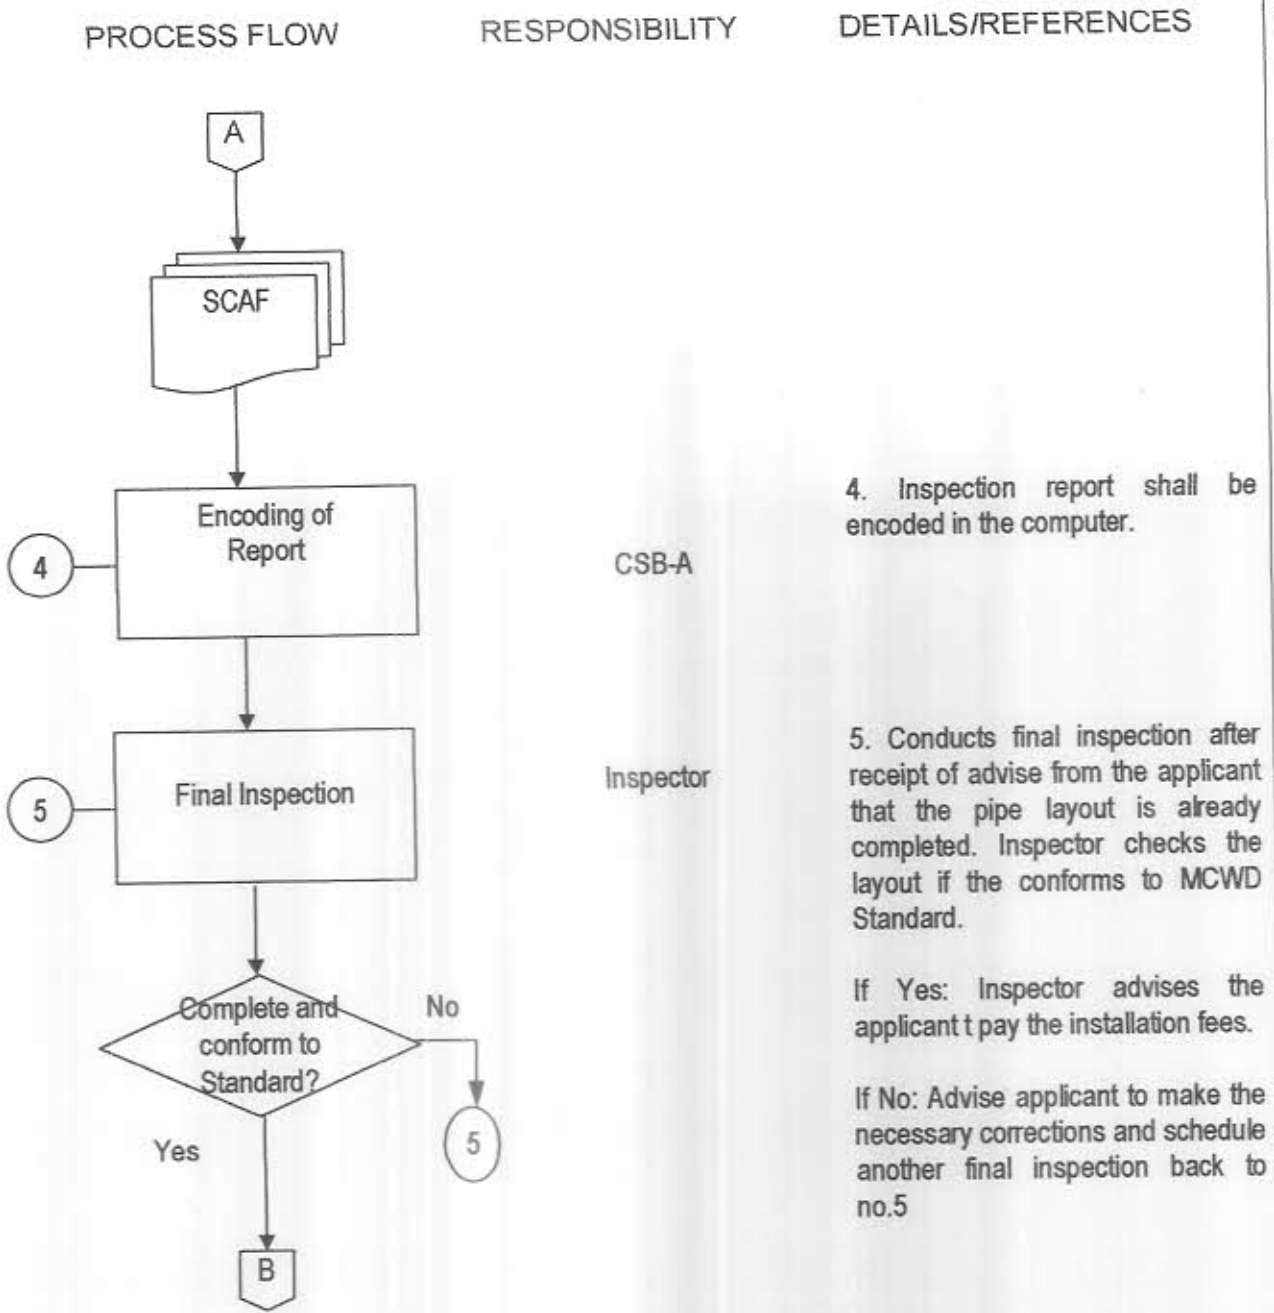 PROCESS FLOW RESPONSIBILITY DETAILS/REFERENCES
A
SCAF
4
Encoding of
Report
CSB-A
4. Inspection report shall be
encoded in the computer.
5
Final Inspection
Inspector
5. Conducts final inspection after
receipt of advise from the applicant
that the pipe layout is already
completed. Inspector checks the
layout if the conforms to MCWD
Standard.
Complete and
conform to
Standard?
No
5
Yes
B
If Yes: Inspector advises the
applicant t pay the installation fees.
If No: Advise applicant to make the
necessary corrections and schedule
another final inspection back to
no.5